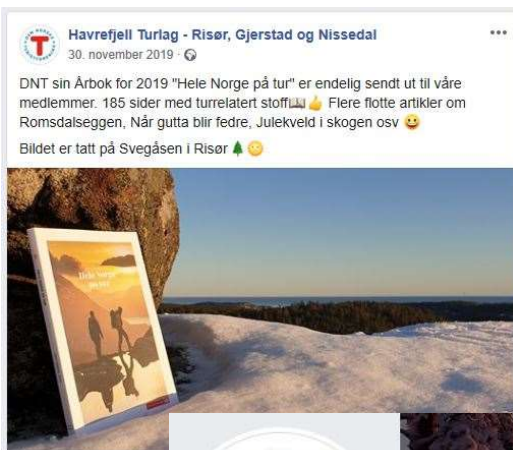 Havrefjell Turlag - Risør, Gjerstad og Nissedal
30. november 2019 ·
DNT sin Årbok for 2019 "Hele Norge på tur" er endelig sendt ut til våre
medlemmer. 185 sider med turrelatert stoff📖👍 Flere flotte artikler om
Romsdalseggen, Når gutta blir fedre, Julekveld i skogen osv 😀
Bildet er tatt på Svegåsen i Risør 🌲🌝
Hele Norge
på tur